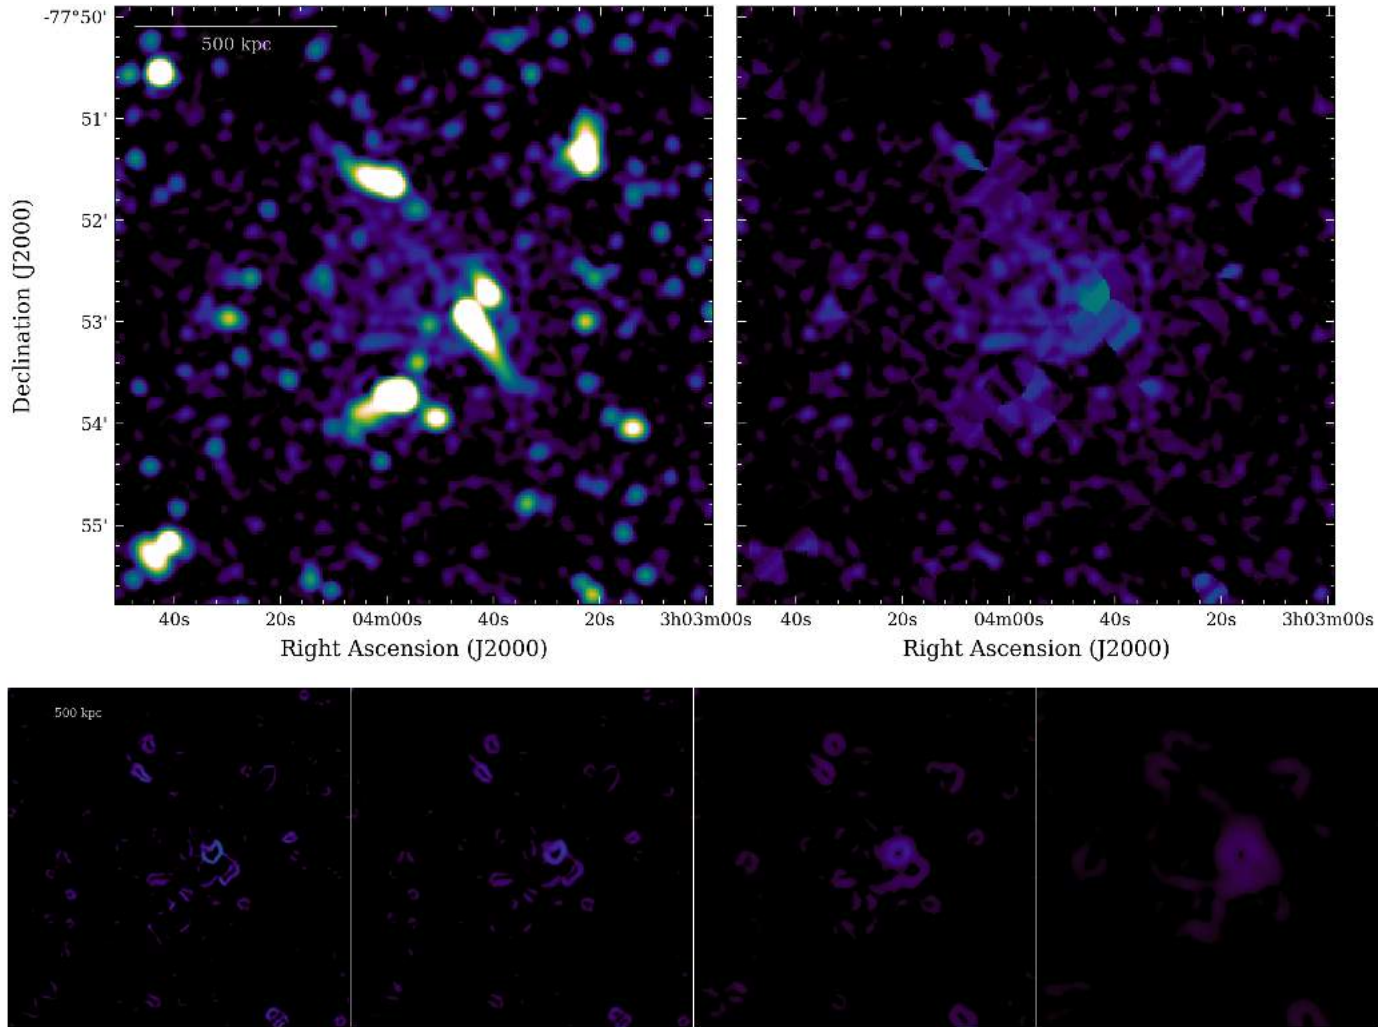 -77°50'
500 kpc
51'
52'
53'
54'
55'
Declination (J2000)
40s 20s 04m00s 40s 20s 3h03m00s 40s 20s 04m00s 40s 20s 3h03m00s
Right Ascension (J2000) Right Ascension (J2000)
500 kpc